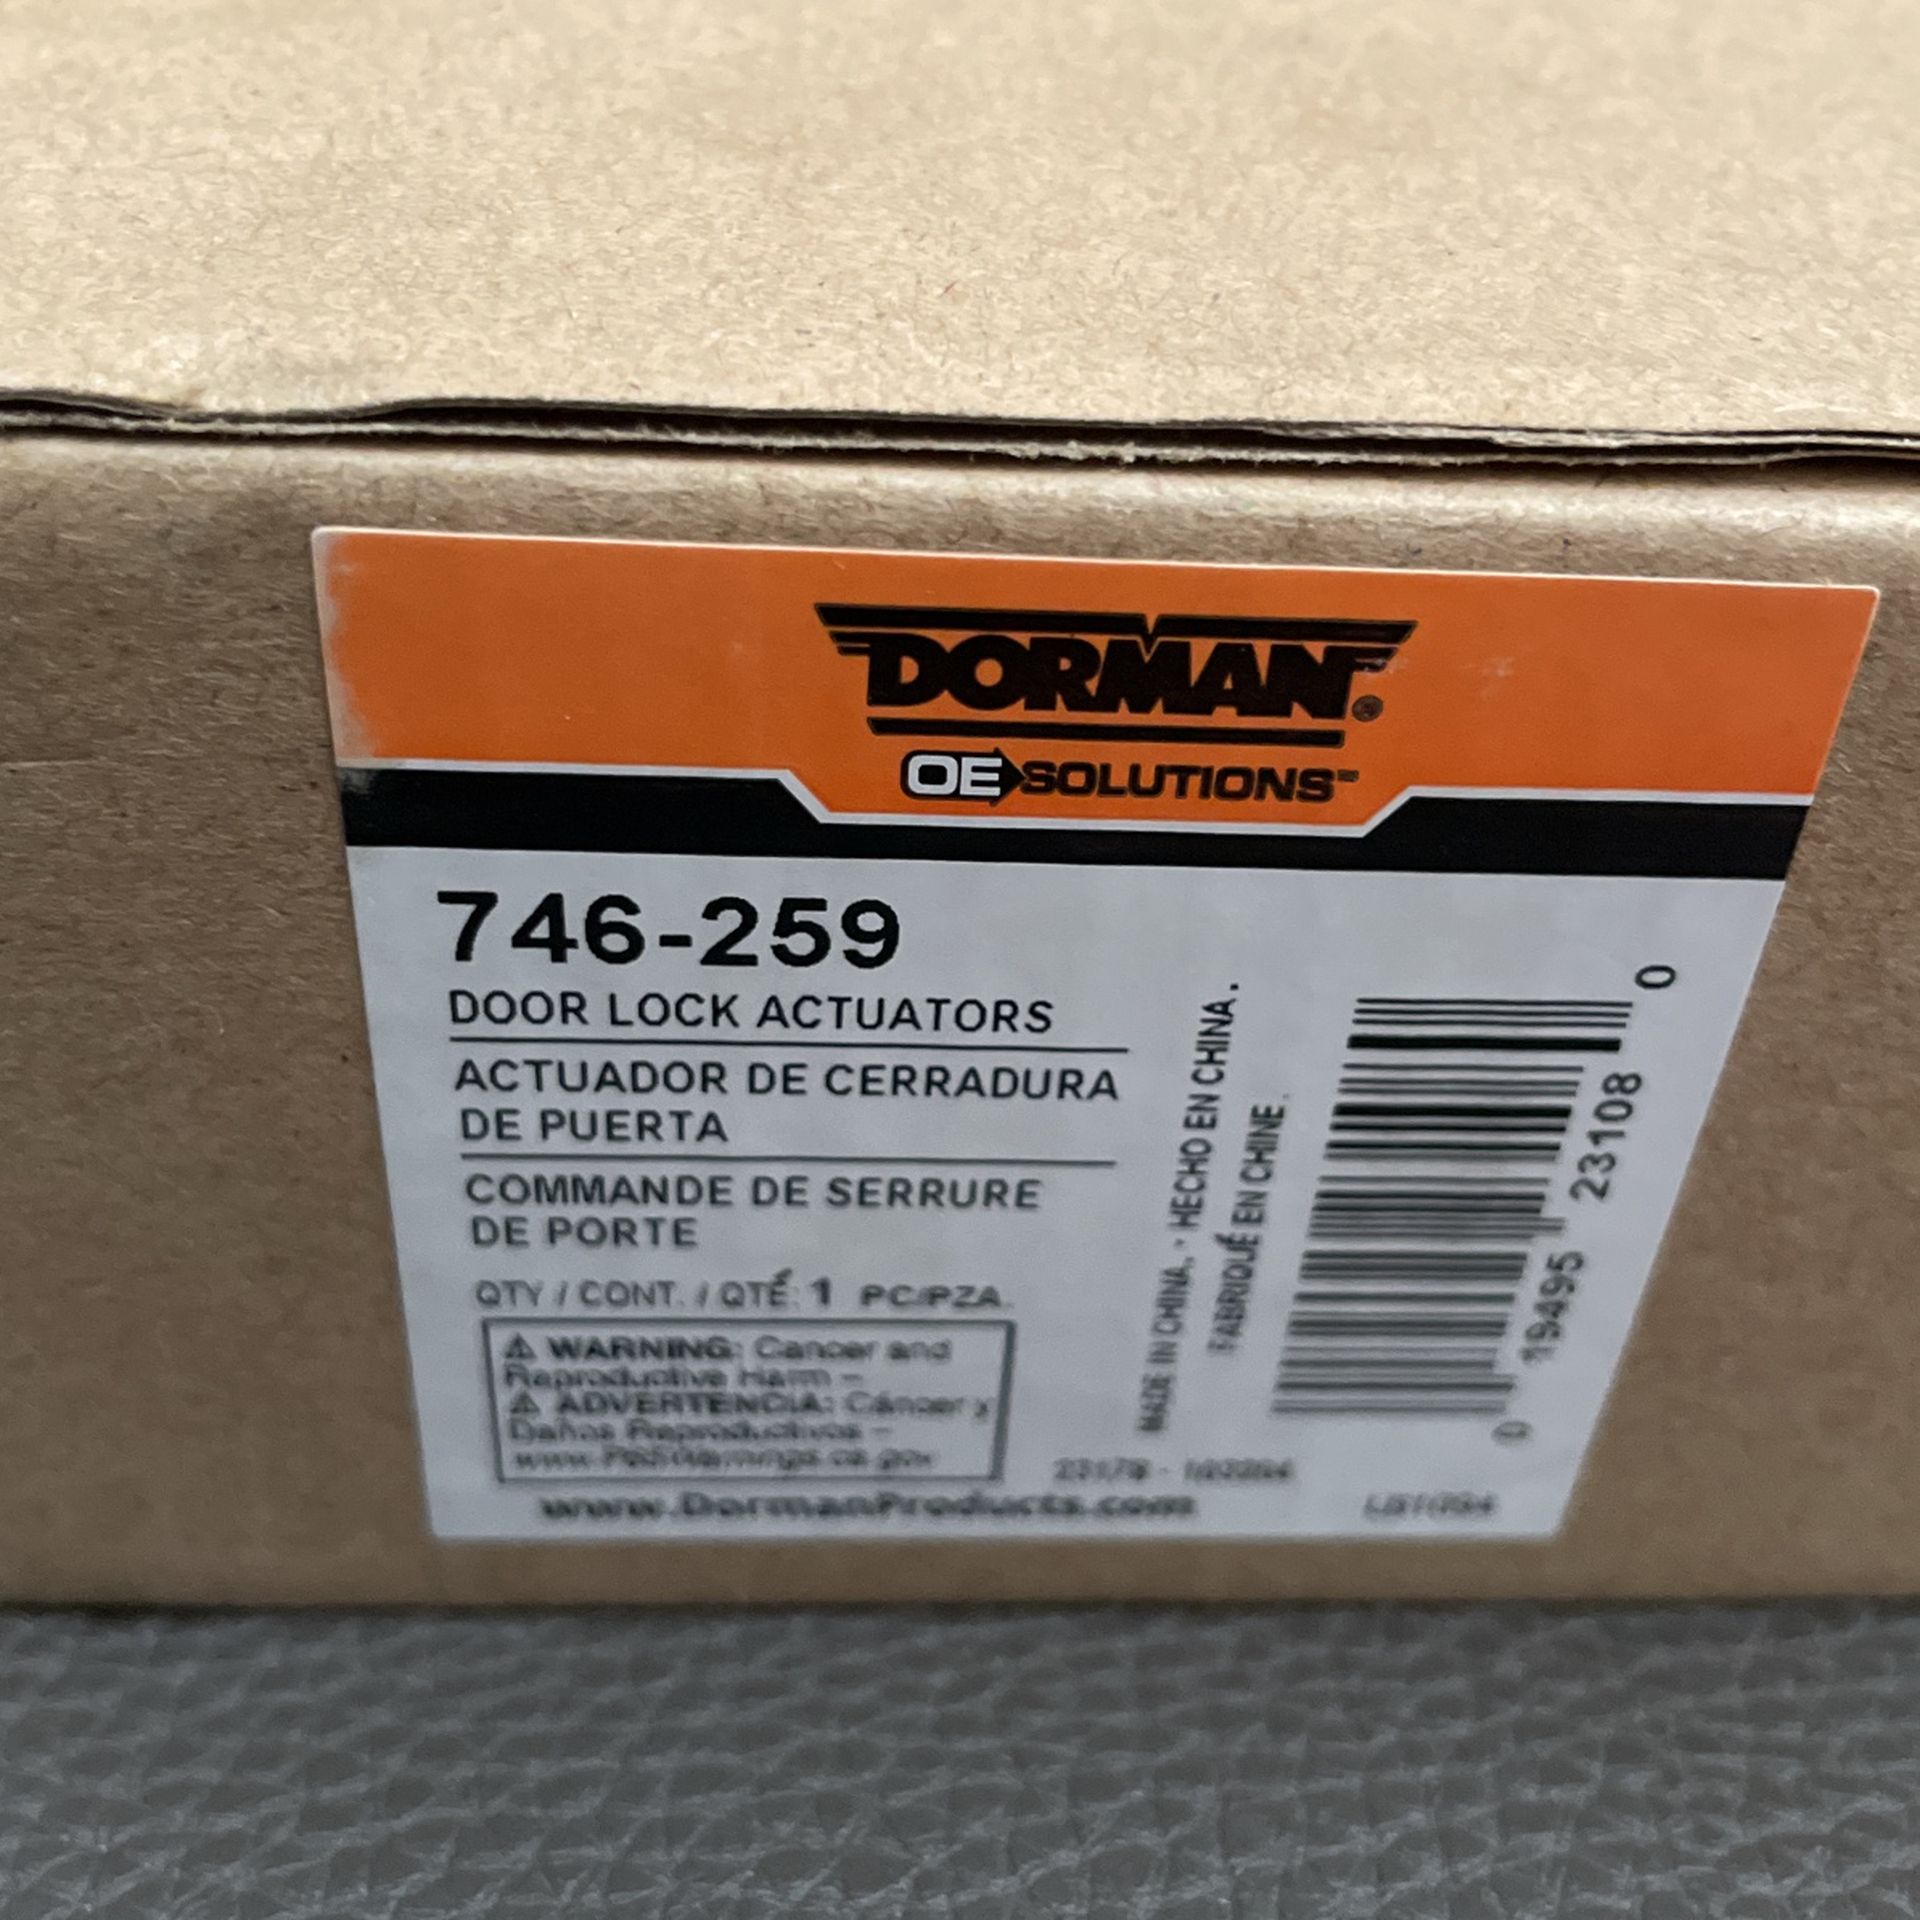 DORMAN®
OE SOLUTIONS™
746-259
DOOR LOCK ACTUATORS
ACTUADOR DE CERRADURA
DE PUERTA
COMMANDE DE SERRURE
DE PORTE
QTY / CONT. / QTÉ: 1 PC/PZA.
⚠ WARNING: Cancer and
Reproductive Harm –
⚠ ADVERTENCIA: Cáncer y
Daños Reproductivos –
www.P65Warnings.ca.gov
www.DormanProducts.com
MADE IN CHINA. • HECHO EN CHINA.
FABRIQUÉ EN CHINE.
0 19495 23108 0